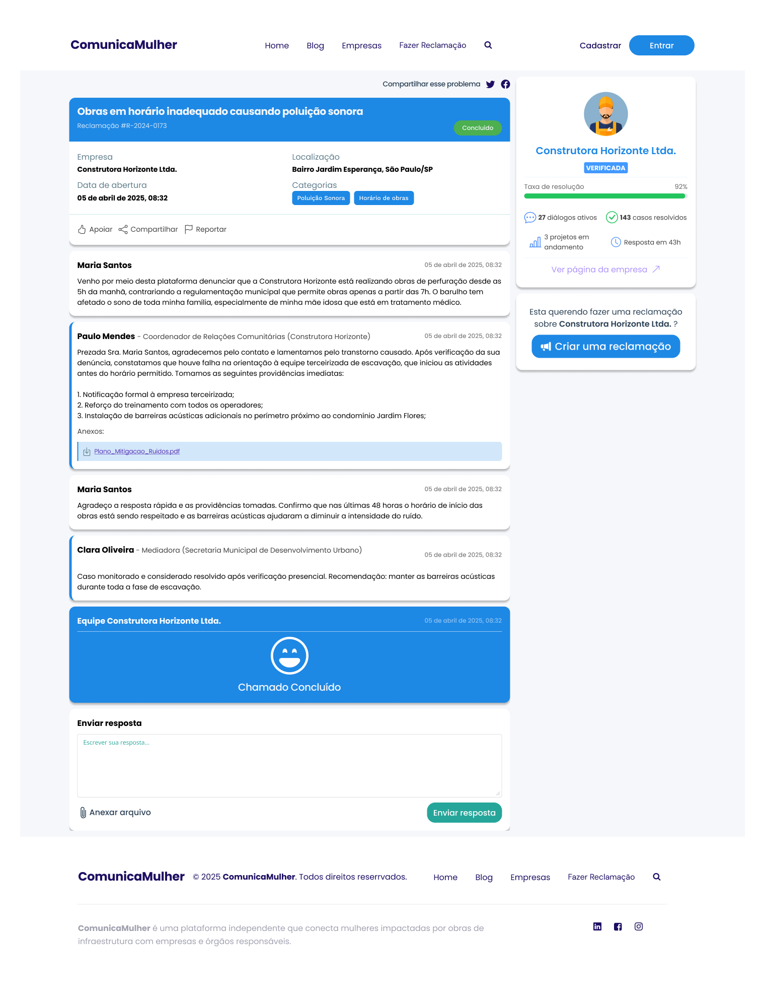 ComunicaMulher
Home
Blog
Empresas
Fazer Reclamação
Cadastrar
Entrar
Compartilhar esse problema
Obras em horário inadequado causando poluição sonora
Reclamação #R-2024-0173
Concluido
Empresa
Construtora Horizonte Ltda.
Localização
Bairro Jardim Esperança, São Paulo/SP
Data de abertura
05 de abril de 2025, 08:32
Categorias
Poluição Sonora
Horário de obras
Apoiar
Compartilhar
Reportar
Maria Santos
05 de abril de 2025, 08:32
Venho por meio desta plataforma denunciar que a Construtora Horizonte está realizando obras de perfuração desde as
5h da manhã, contrariando a regulamentação municipal que permite obras apenas a partir das 7h. O barulho tem
afetado o sono de toda minha família, especialmente de minha mãe idosa que está em tratamento médico.
Paulo Mendes - Coordenador de Relações Comunitárias (Construtora Horizonte)
05 de abril de 2025, 08:32
Prezada Sra. Maria Santos, agradecemos pelo contato e lamentamos pelo transtorno causado. Após verificação da sua
denúncia, constatamos que houve falha na orientação à equipe terceirizada de escavação, que iniciou as atividades
antes do horário permitido. Tomamos as seguintes providências imediatas:
1. Notificação formal à empresa terceirizada;
2. Reforço do treinamento com todos os operadores;
3. Instalação de barreiras acústicas adicionais no perímetro próximo ao condomínio Jardim Flores;
Anexos:
Plano_Mitigacao_Ruidos.pdf
Maria Santos
05 de abril de 2025, 08:32
Agradeço a resposta rápida e as providências tomadas. Confirmo que nas últimas 48 horas o horário de início das
obras está sendo respeitado e as barreiras acústicas ajudaram a diminuir a intensidade do ruído.
Clara Oliveira - Mediadora (Secretaria Municipal de Desenvolvimento Urbano)
05 de abril de 2025, 08:32
Caso monitorado e considerado resolvido após verificação presencial. Recomendação: manter as barreiras acústicas
durante toda a fase de escavação.
Equipe Construtora Horizonte Ltda.
05 de abril de 2025, 08:32
Chamado Concluído
Enviar resposta
Escrever sua resposta...
Anexar arquivo
Enviar resposta
Construtora Horizonte Ltda.
VERIFICADA
Taxa de resolução
92%
27 diálogos ativos
143 casos resolvidos
3 projetos em
andamento
Resposta em 43h
Ver página da empresa
Esta querendo fazer uma reclamação
sobre Construtora Horizonte Ltda. ?
Criar uma reclamação
ComunicaMulher
© 2025 ComunicaMulher. Todos direitos reserrvados.
Home
Blog
Empresas
Fazer Reclamação
ComunicaMulher é uma plataforma independente que conecta mulheres impactadas por obras de
infraestrutura com empresas e órgãos responsáveis.